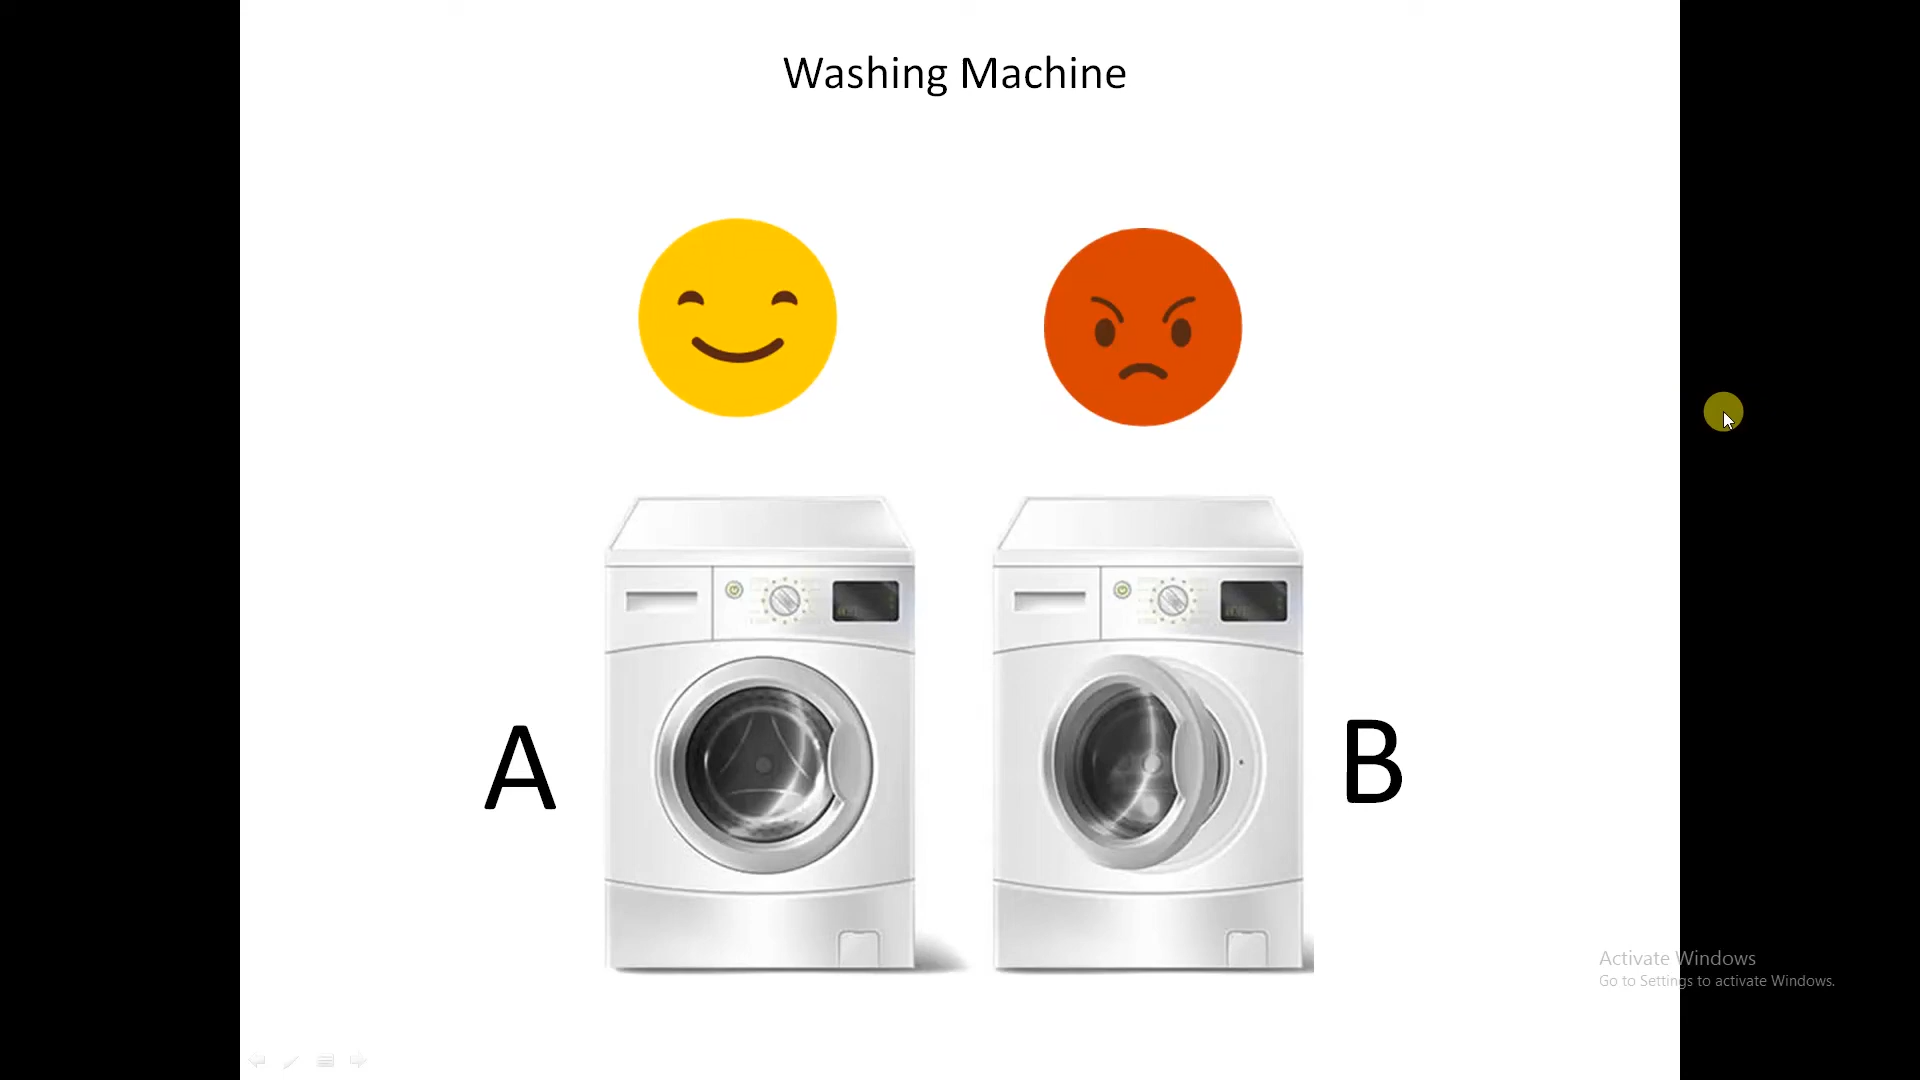 Washing Machine
A
B
Activate Windows
Go to Settings to activate Windows.